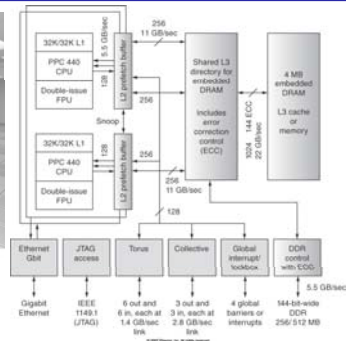 256
11 GB/sec
5.5 GB/sec
32K/32K L1
PPC 440
CPU
Double-issue
FPU
128
L2 prefetch buffer
256
Snoop
Shared L3
directory for
embedded
DRAM
Includes
error
correction
control
(ECC)
1024
144 ECC
22 GB/sec
4 MB
embedded
DRAM
L3 cache
or
memory
32K/32K L1
PPC 440
CPU
Double-issue
FPU
128
L2 prefetch buffer
256
256
11 GB/sec
128
Ethernet
Gbit
JTAG
access
Torus
Collective
Global
interrupt/
lockbox
DDR
control
with ECC
5.5 GB/sec
Gigabit
Ethernet
IEEE
1149.1
(JTAG)
6 out and
6 in, each at
1.4 GB/sec
link
3 out and
3 in, each at
2.8 GB/sec
link
4 global
barriers or
interrupts
144-bit-wide
DDR
256/ 512 MB